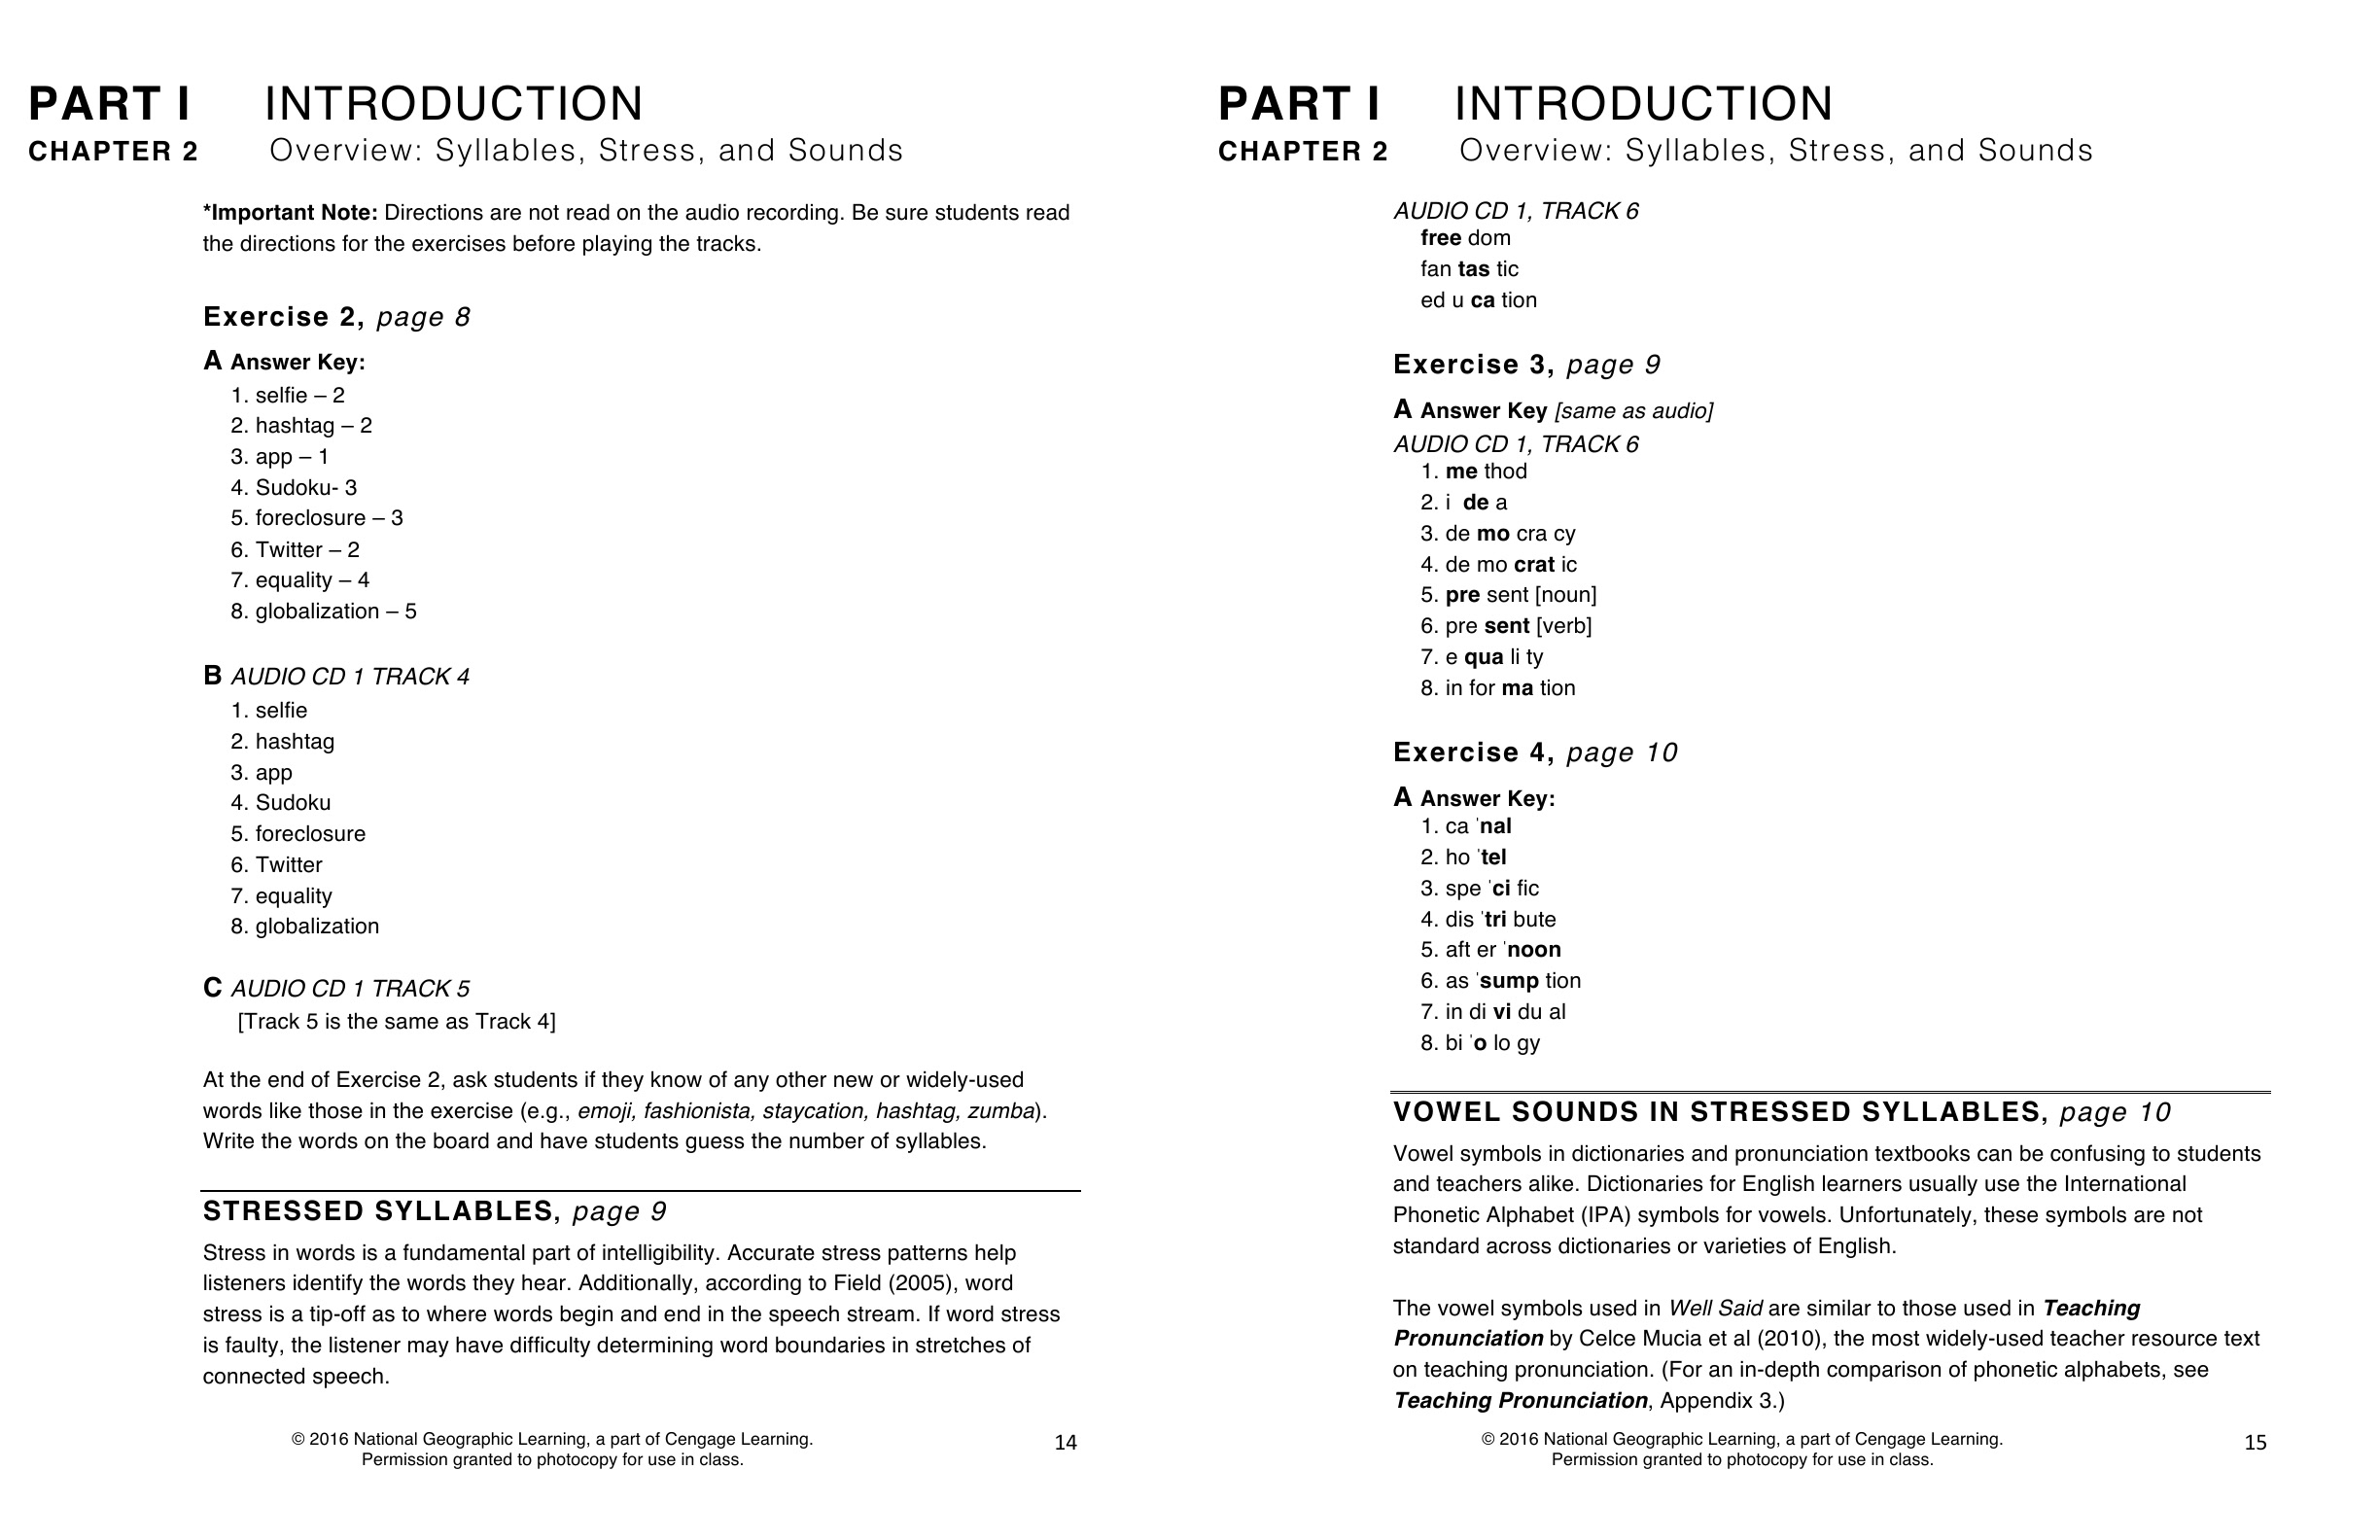 PART I INTRODUCTION
CHAPTER 2 Overview: Syllables, Stress, and Sounds
*Important Note: Directions are not read on the audio recording. Be sure students read
the directions for the exercises before playing the tracks.
Exercise 2, page 8
A Answer Key:
1. selfie – 2
2. hashtag – 2
3. app – 1
4. Sudoku- 3
5. foreclosure – 3
6. Twitter – 2
7. equality – 4
8. globalization – 5
B AUDIO CD 1 TRACK 4
1. selfie
2. hashtag
3. app
4. Sudoku
5. foreclosure
6. Twitter
7. equality
8. globalization
C AUDIO CD 1 TRACK 5
[Track 5 is the same as Track 4]
At the end of Exercise 2, ask students if they know of any other new or widely-used
words like those in the exercise (e.g., emoji, fashionista, staycation, hashtag, zumba).
Write the words on the board and have students guess the number of syllables.
STRESSED SYLLABLES, page 9
Stress in words is a fundamental part of intelligibility. Accurate stress patterns help
listeners identify the words they hear. Additionally, according to Field (2005), word
stress is a tip-off as to where words begin and end in the speech stream. If word stress
is faulty, the listener may have difficulty determining word boundaries in stretches of
connected speech.
© 2016 National Geographic Learning, a part of Cengage Learning.
Permission granted to photocopy for use in class.
14
PART I INTRODUCTION
CHAPTER 2 Overview: Syllables, Stress, and Sounds
AUDIO CD 1, TRACK 6
free dom
fan tas tic
ed u ca tion
Exercise 3, page 9
A Answer Key [same as audio]
AUDIO CD 1, TRACK 6
1. me thod
2. i de a
3. de mo cra cy
4. de mo crat ic
5. pre sent [noun]
6. pre sent [verb]
7. e qua li ty
8. in for ma tion
Exercise 4, page 10
A Answer Key:
1. ca ˈnal
2. ho ˈtel
3. spe ˈci fic
4. dis ˈtri bute
5. aft er ˈnoon
6. as ˈsump tion
7. in di vi du al
8. bi ˈo lo gy
VOWEL SOUNDS IN STRESSED SYLLABLES, page 10
Vowel symbols in dictionaries and pronunciation textbooks can be confusing to students
and teachers alike. Dictionaries for English learners usually use the International
Phonetic Alphabet (IPA) symbols for vowels. Unfortunately, these symbols are not
standard across dictionaries or varieties of English.
The vowel symbols used in Well Said are similar to those used in Teaching
Pronunciation by Celce Mucia et al (2010), the most widely-used teacher resource text
on teaching pronunciation. (For an in-depth comparison of phonetic alphabets, see
Teaching Pronunciation, Appendix 3.)
© 2016 National Geographic Learning, a part of Cengage Learning.
Permission granted to photocopy for use in class.
15